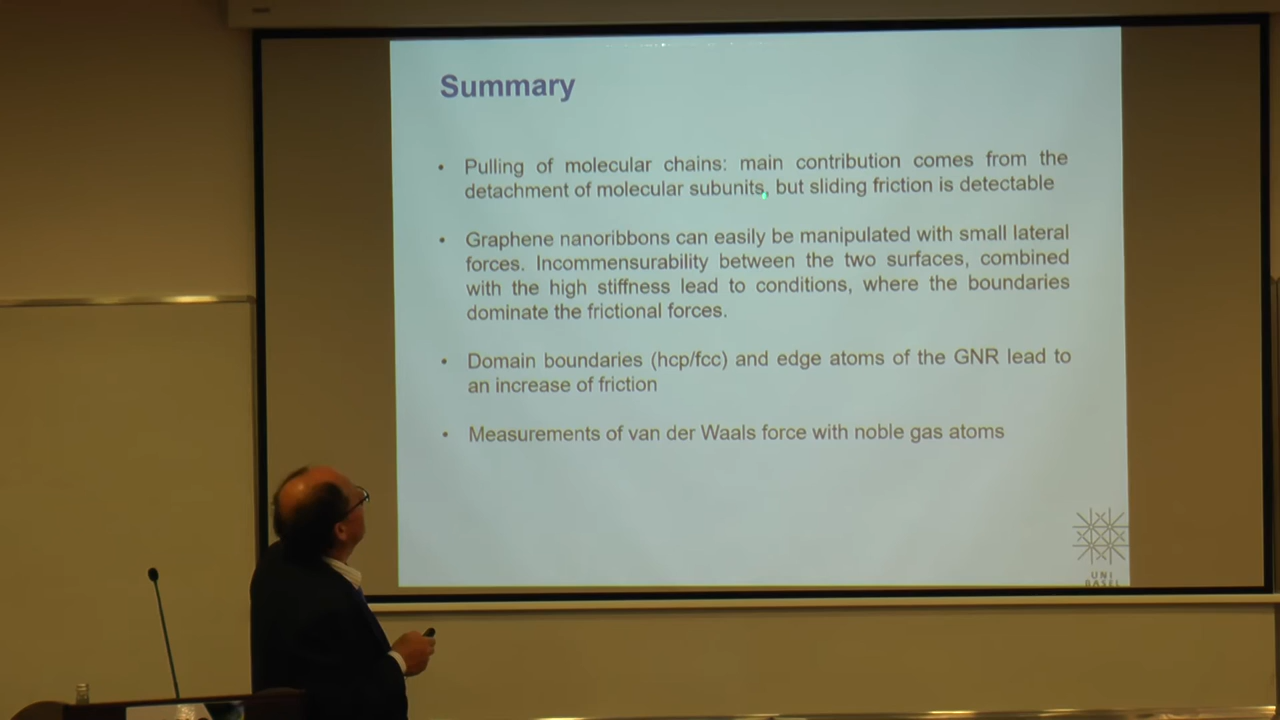 Summary
• Pulling of molecular chains: main contribution comes from the
detachment of molecular subunits, but sliding friction is detectable
• Graphene nanoribbons can easily be manipulated with small lateral
forces. Incommensurability between the two surfaces, combined
with the high stiffness lead to conditions, where the boundaries
dominate the frictional forces.
• Domain boundaries (hcp/fcc) and edge atoms of the GNR lead to
an increase of friction
• Measurements of van der Waals force with noble gas atoms
UNI
BASEL